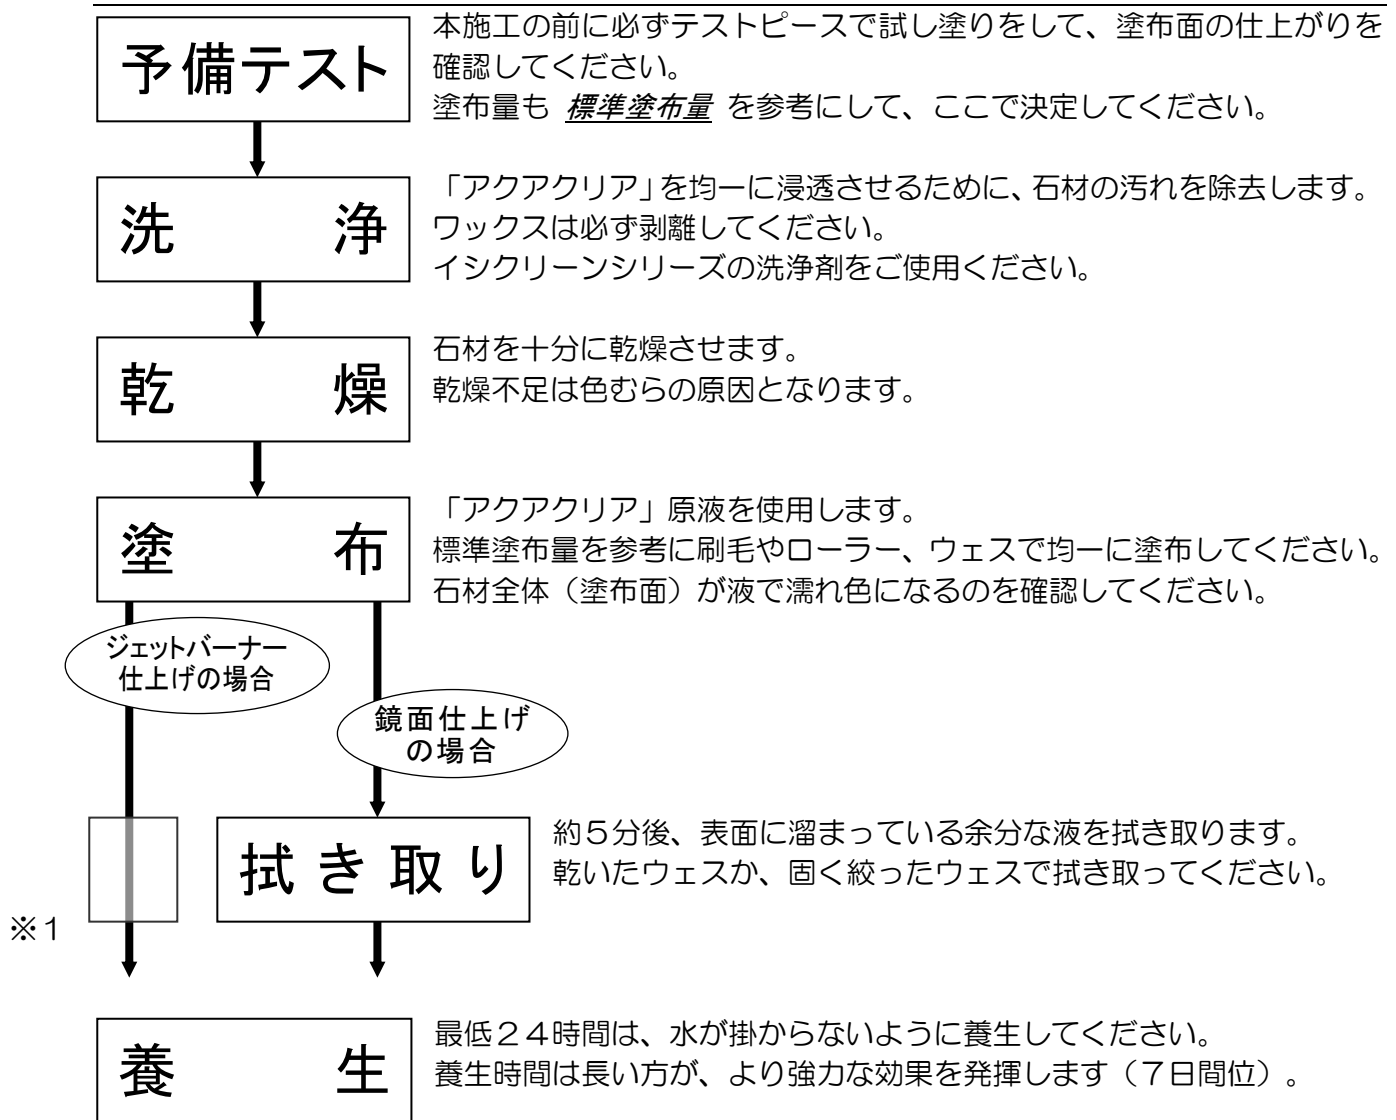 予備テスト
本施工の前に必ずテストピースで試し塗りをして、塗布面の仕上がりを
確認してください。
塗布量も 標準塗布量 を参考にして、ここで決定してください。
洗 浄
「アクアクリア」を均一に浸透させるために、石材の汚れを除去します。
ワックスは必ず剥離してください。
イシクリーンシリーズの洗浄剤をご使用ください。
乾 燥
石材を十分に乾燥させます。
乾燥不足は色むらの原因となります。
塗 布
「アクアクリア」原液を使用します。
標準塗布量を参考に刷毛やローラー、ウェスで均一に塗布してください。
石材全体（塗布面）が液で濡れ色になるのを確認してください。
ジェットバーナー
仕上げの場合
鏡面仕上げ
の場合
拭き取り
約５分後、表面に溜まっている余分な液を拭き取ります。
乾いたウェスか、固く絞ったウェスで拭き取ってください。
※１
養 生
最低２４時間は、水が掛からないように養生してください。
養生時間は長い方が、より強力な効果を発揮します（７日間位）。